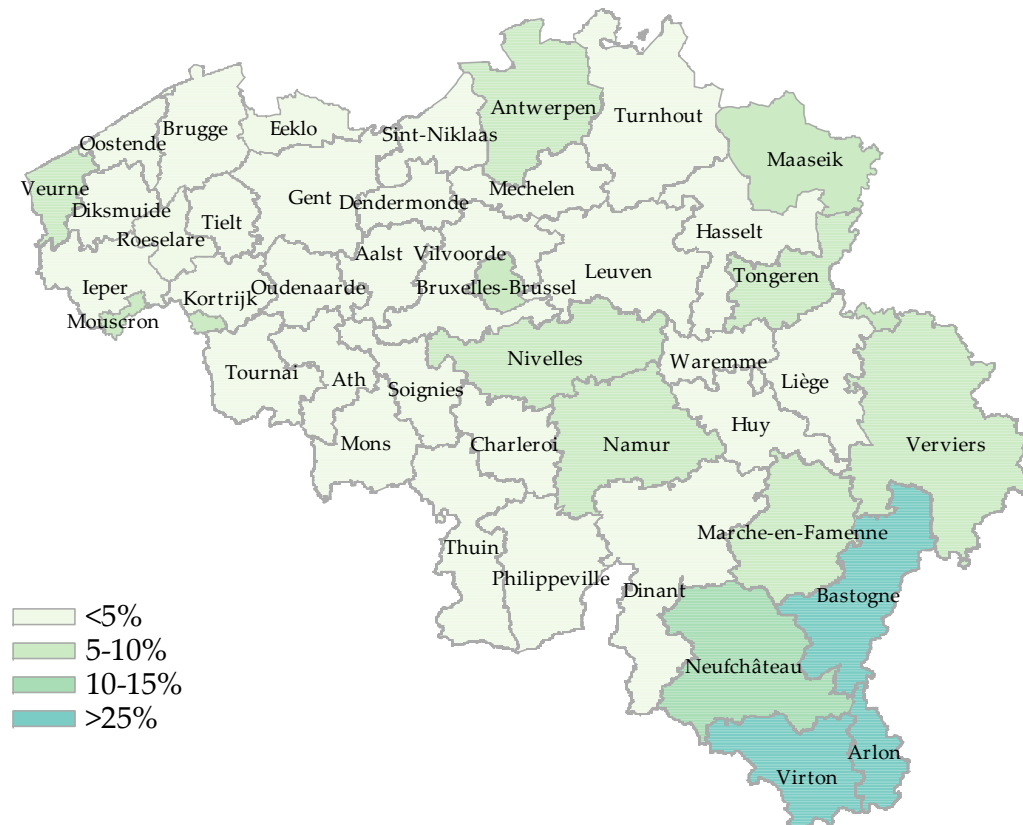 Antwerpen
Turnhout
Oostende
Brugge
Eeklo
Sint-Niklaas
Maaseik
Veurne
Diksmuide
Tielt
Gent
Dendermonde
Mechelen
Roeselare
Hasselt
Aalst
Vilvoorde
Leuven
Tongeren
Ieper
Kortrijk
Oudenaarde
Bruxelles-Brussel
Mouscron
Nivelles
Waremme
Tournai
Ath
Soignies
Liège
Mons
Charleroi
Namur
Huy
Verviers
Marche-en-Famenne
Thuin
Philippeville
Dinant
Bastogne
<5%
5-10%
Neufchâteau
10-15%
>25%
Arlon
Virton